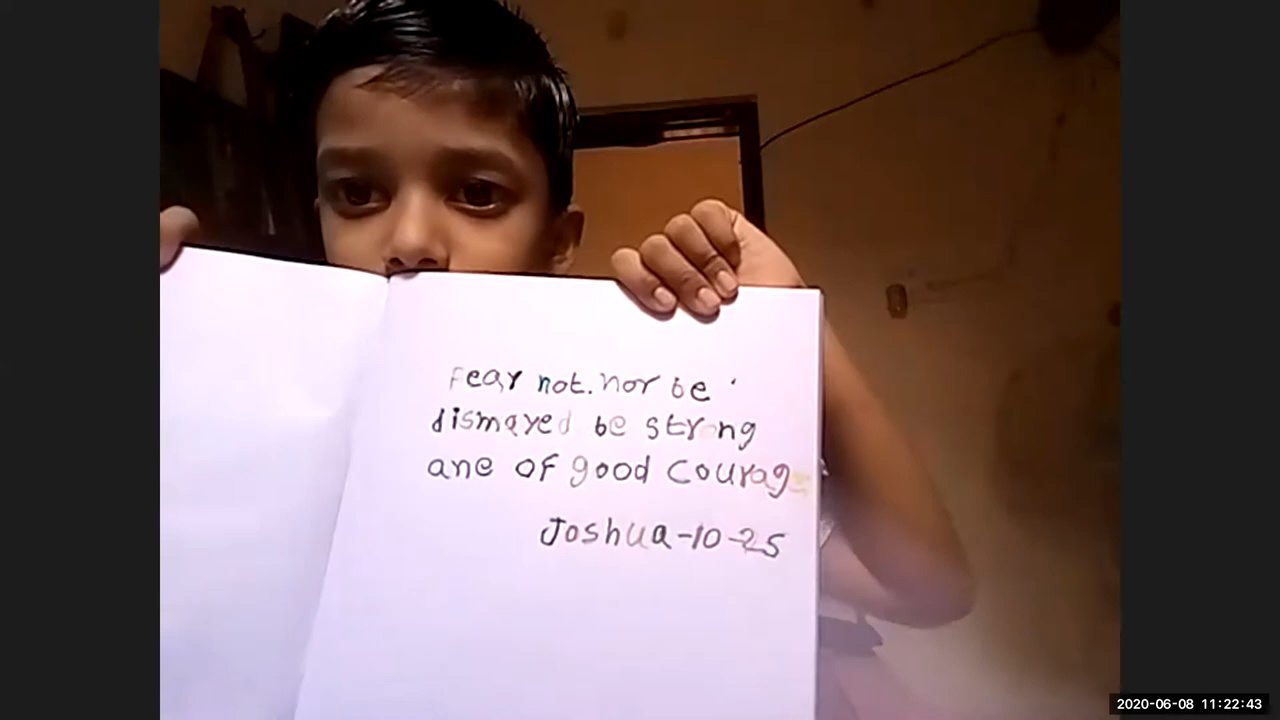 Fear not. nor be
dismayed be strong
ane of good courage
Joshua-10-25
2020-06-08 11:22:43